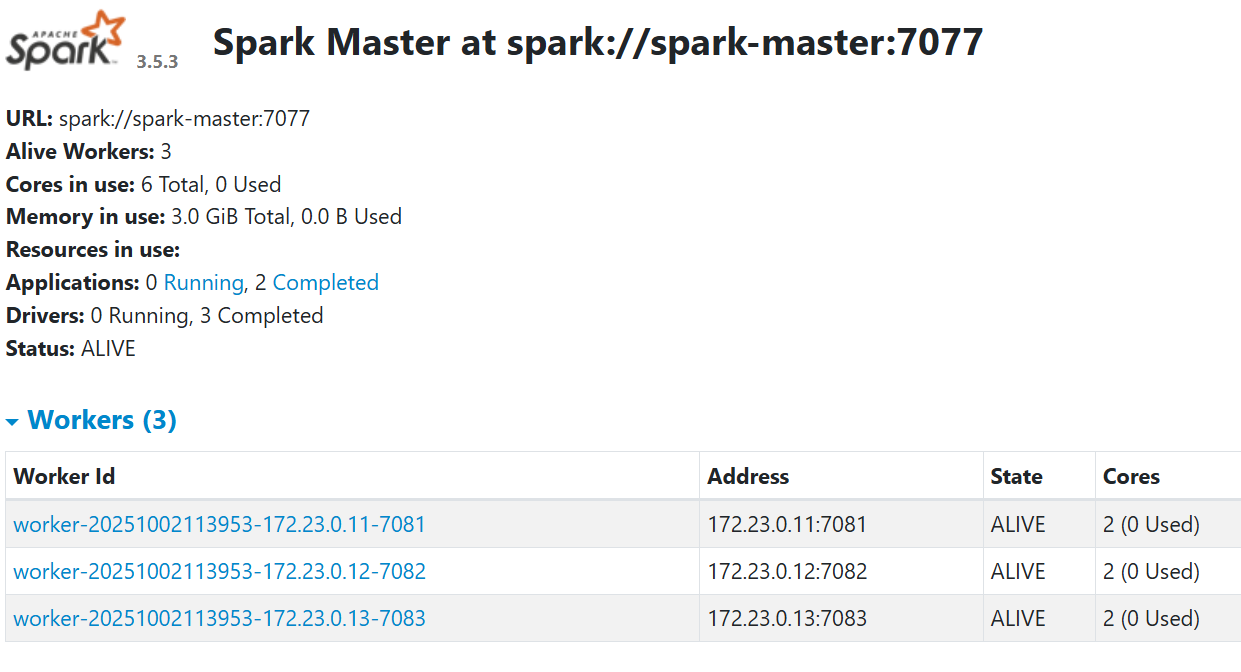 APACHE
Spark 3.5.3 Spark Master at spark://spark-master:7077
URL: spark://spark-master:7077
Alive Workers: 3
Cores in use: 6 Total, 0 Used
Memory in use: 3.0 GiB Total, 0.0 B Used
Resources in use:
Applications: 0 Running, 2 Completed
Drivers: 0 Running, 3 Completed
Status: ALIVE
Workers (3)
Worker Id Address State Cores
worker-20251002113953-172.23.0.11-7081 172.23.0.11:7081 ALIVE 2 (0 Used)
worker-20251002113953-172.23.0.12-7082 172.23.0.12:7082 ALIVE 2 (0 Used)
worker-20251002113953-172.23.0.13-7083 172.23.0.13:7083 ALIVE 2 (0 Used)